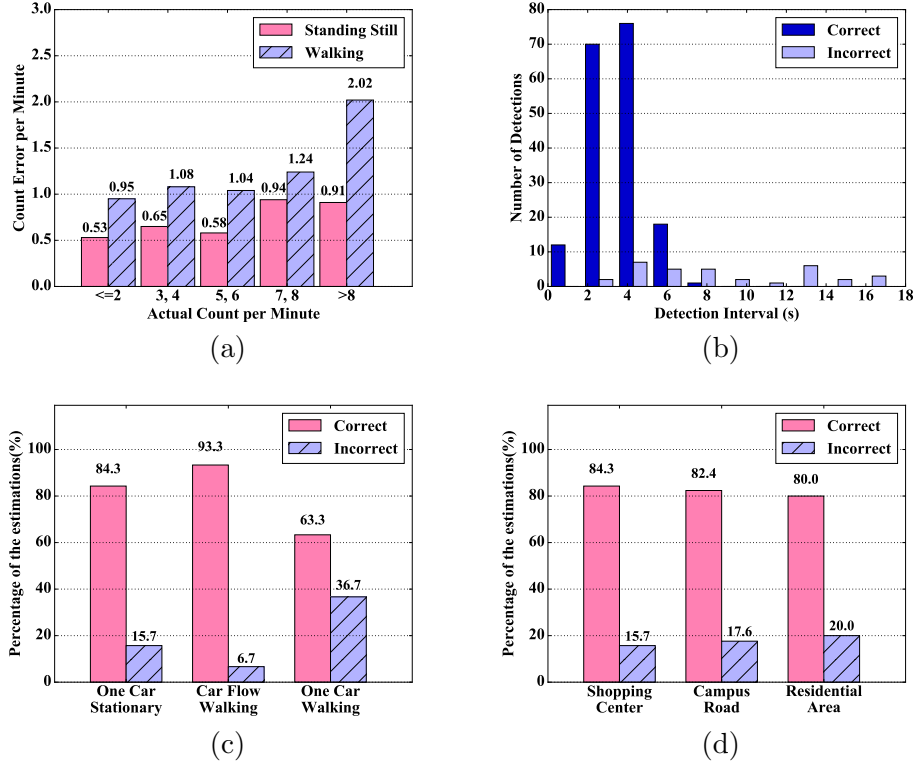 3.0
2.5
2.0
1.5
1.0
0.5
0.0
Count Error per Minute
Standing Still
Walking
0.53
0.95
0.65
1.08
0.58
1.04
0.94
1.24
0.91
2.02
<=2
3, 4
5, 6
7, 8
>8
Actual Count per Minute
(a)
80
70
60
50
40
30
20
10
0
Number of Detections
Correct
Incorrect
0
2
4
6
8
10
12
14
16
18
Detection Interval (s)
(b)
100
80
60
40
20
0
Percentage of the estimations(%)
Correct
Incorrect
84.3
15.7
93.3
6.7
63.3
36.7
One Car
Stationary
Car Flow
Walking
One Car
Walking
(c)
100
80
60
40
20
0
Percentage of the estimations(%)
Correct
Incorrect
84.3
15.7
82.4
17.6
80.0
20.0
Shopping
Center
Campus
Road
Residential
Area
(d)